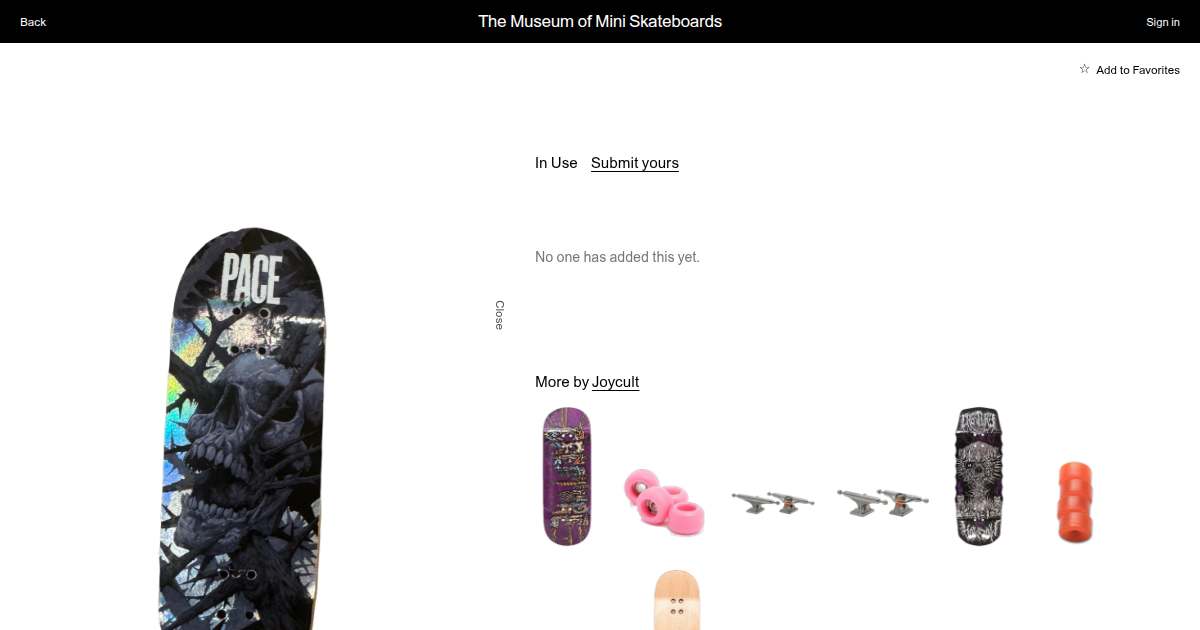 Back
The Museum of Mini Skateboards
Sign in
☆ Add to Favorites
In Use Submit yours
PACE
No one has added this yet.
Close
More by Joycult